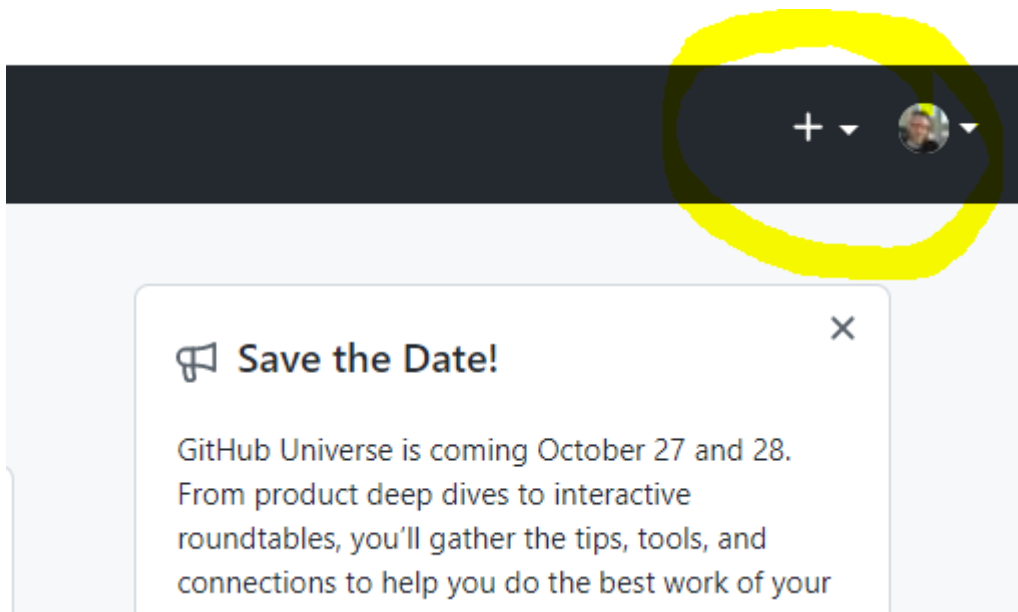 Save the Date!
GitHub Universe is coming October 27 and 28.
From product deep dives to interactive
roundtables, you’ll gather the tips, tools, and
connections to help you do the best work of your